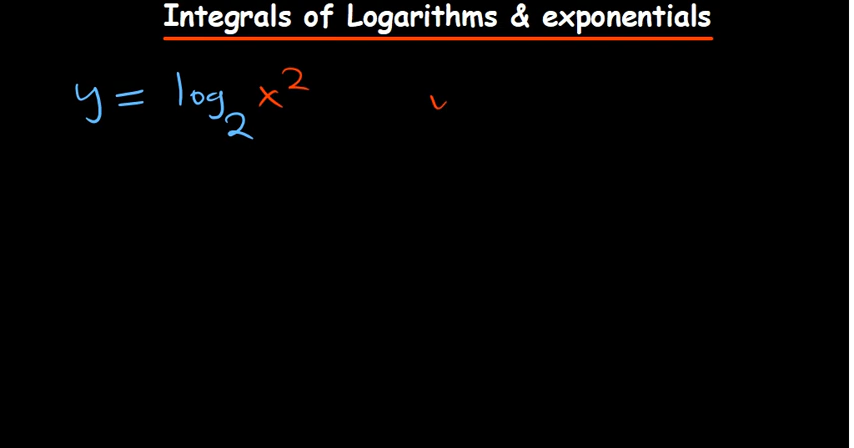 Integrals of Logarithms & exponentials
y = log₂ x²